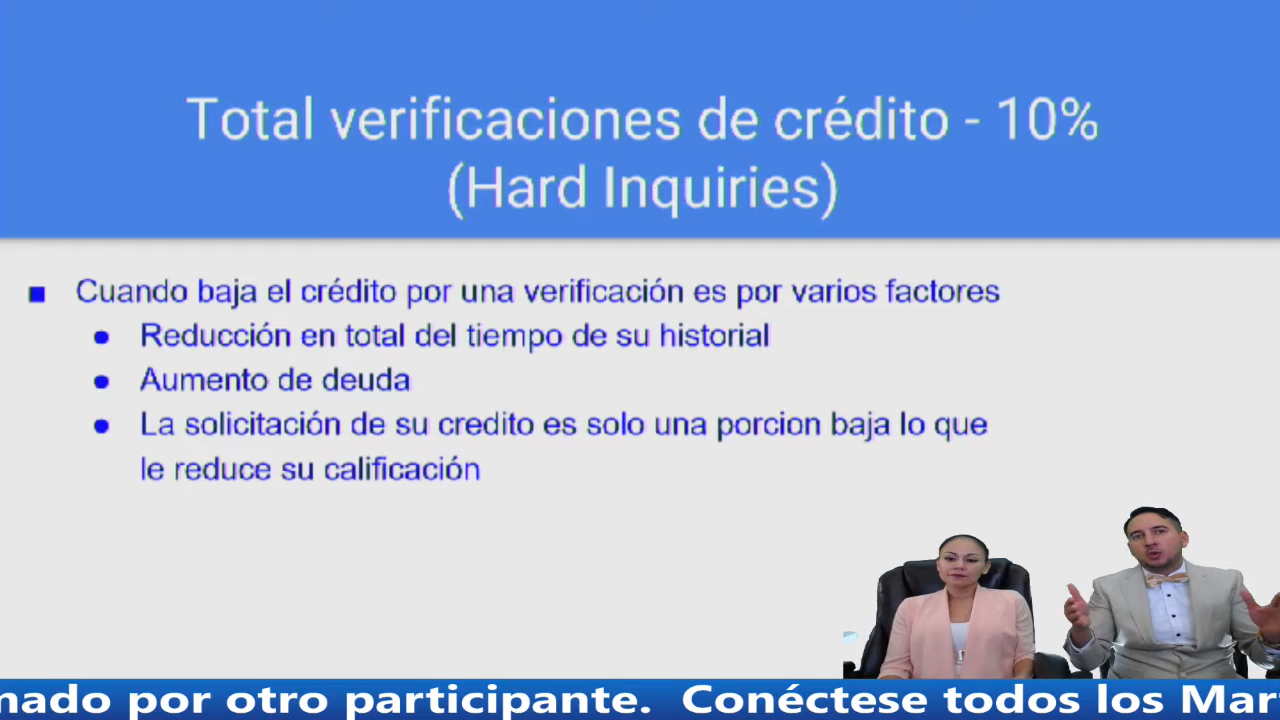 Total verificaciones de crédito - 10%
(Hard Inquiries)
Cuando baja el crédito por una verificación es por varios factores
Reducción en total del tiempo de su historial
Aumento de deuda
La solicitación de su credito es solo una porcion baja lo que
le reduce su calificación
por otro participante. Conéctese todos los